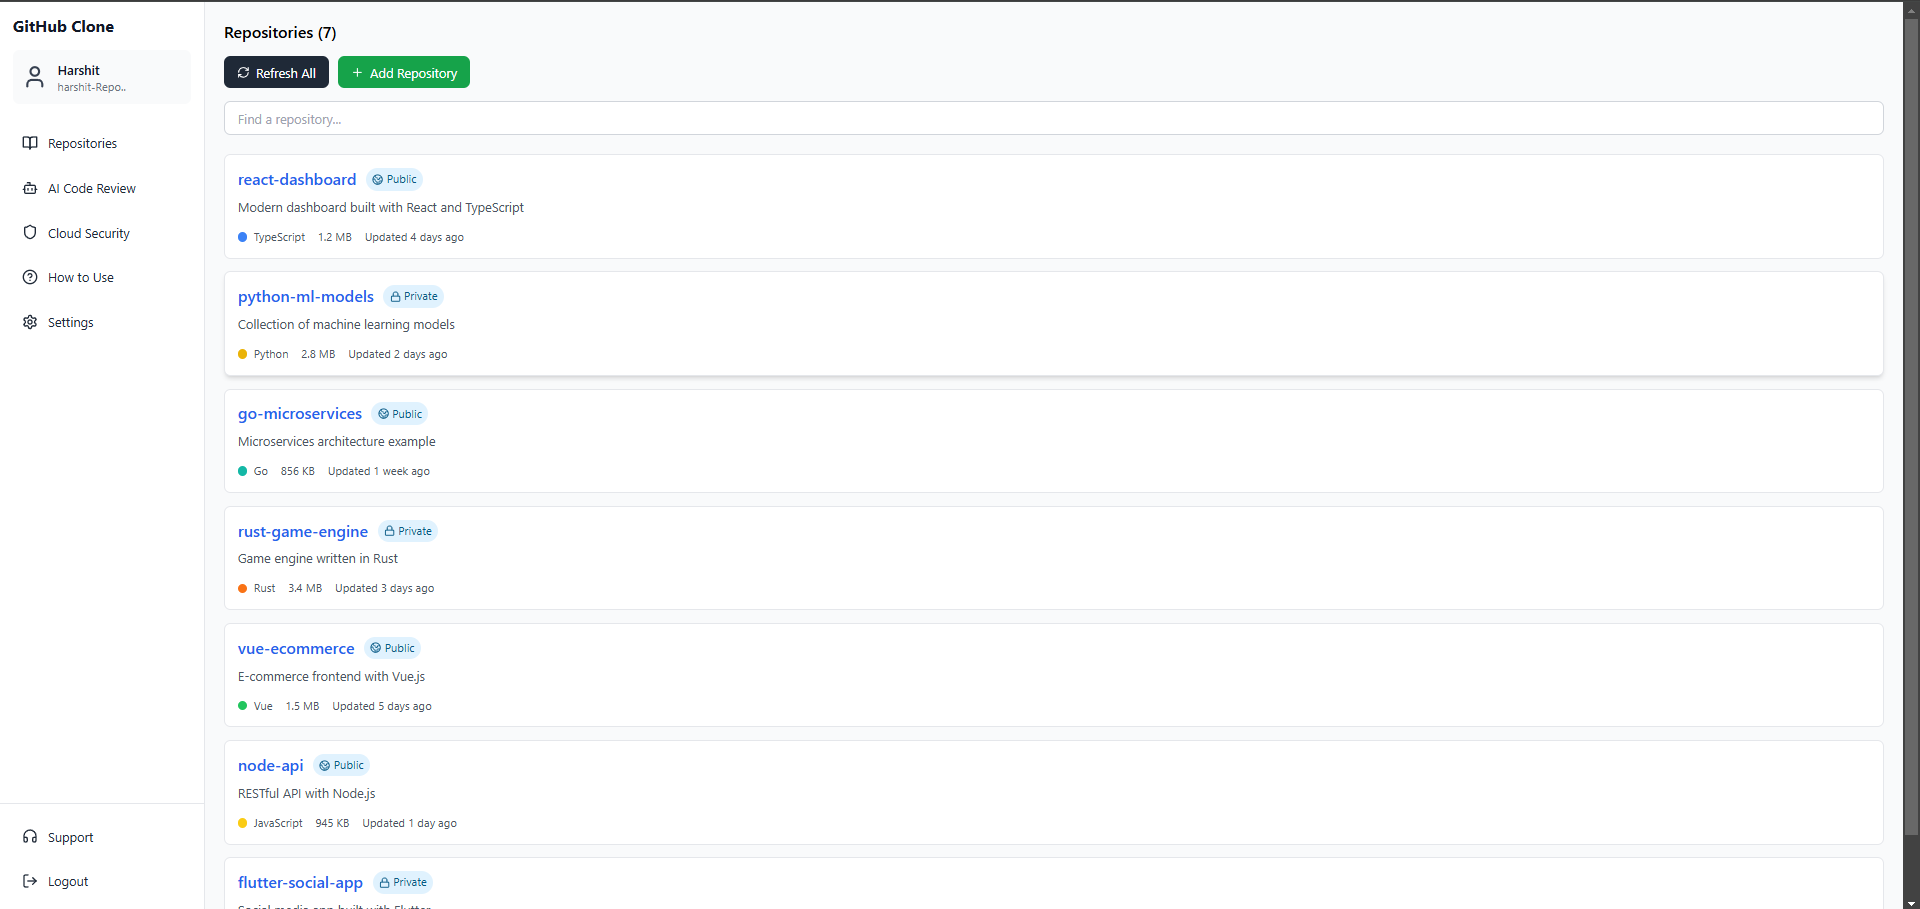 GitHub Clone
Harshit
harshit-Repo..
Repositories
AI Code Review
Cloud Security
How to Use
Settings
Support
Logout
Repositories (7)
Refresh All
Add Repository
Find a repository...
react-dashboard Public
Modern dashboard built with React and TypeScript
TypeScript 1.2 MB Updated 4 days ago
python-ml-models Private
Collection of machine learning models
Python 2.8 MB Updated 2 days ago
go-microservices Public
Microservices architecture example
Go 856 KB Updated 1 week ago
rust-game-engine Private
Game engine written in Rust
Rust 3.4 MB Updated 3 days ago
vue-ecommerce Public
E-commerce frontend with Vue.js
Vue 1.5 MB Updated 5 days ago
node-api Public
RESTful API with Node.js
JavaScript 945 KB Updated 1 day ago
flutter-social-app Private
Social media app built with Flutter